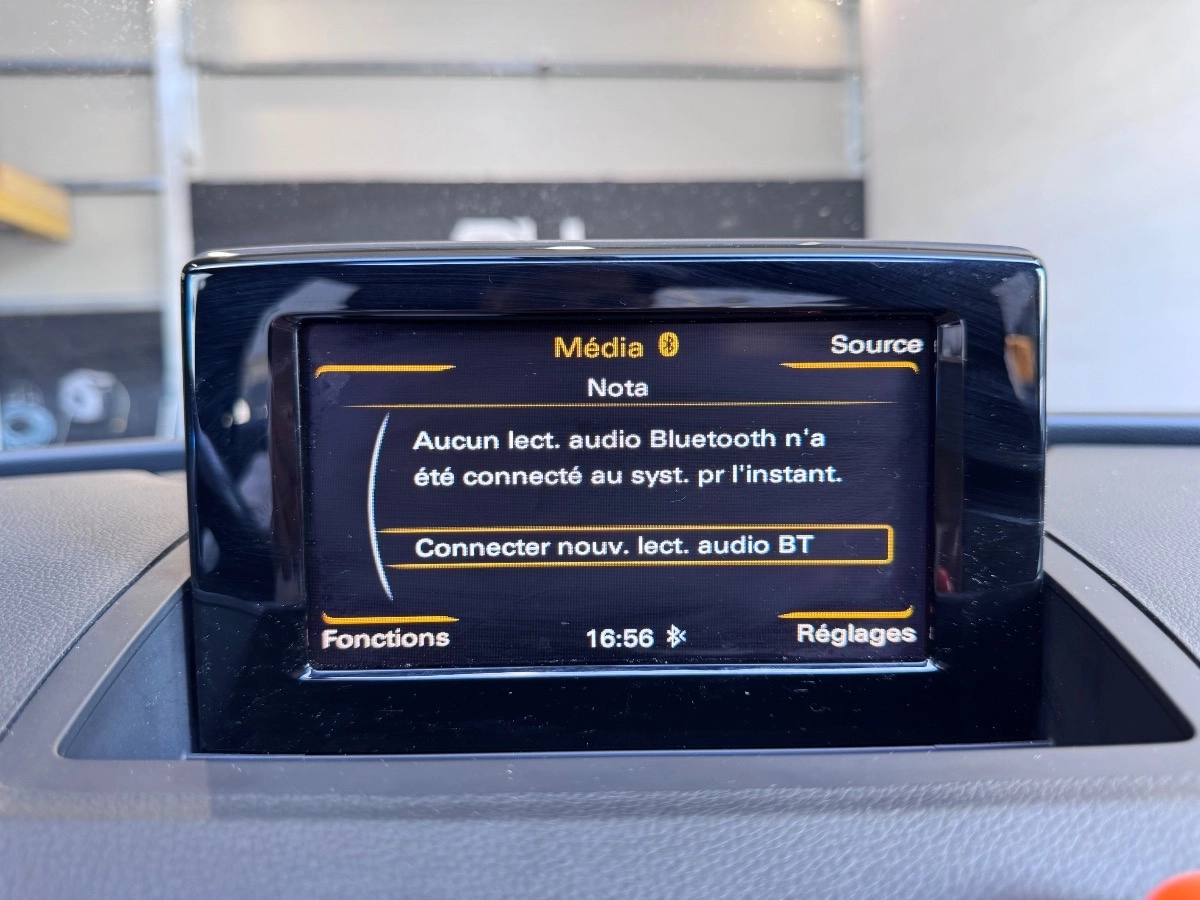 Média
Source
Nota
Aucun lect. audio Bluetooth n'a
été connecté au syst. pr l'instant.
Connecter nouv. lect. audio BT
Fonctions
16:56
Réglages